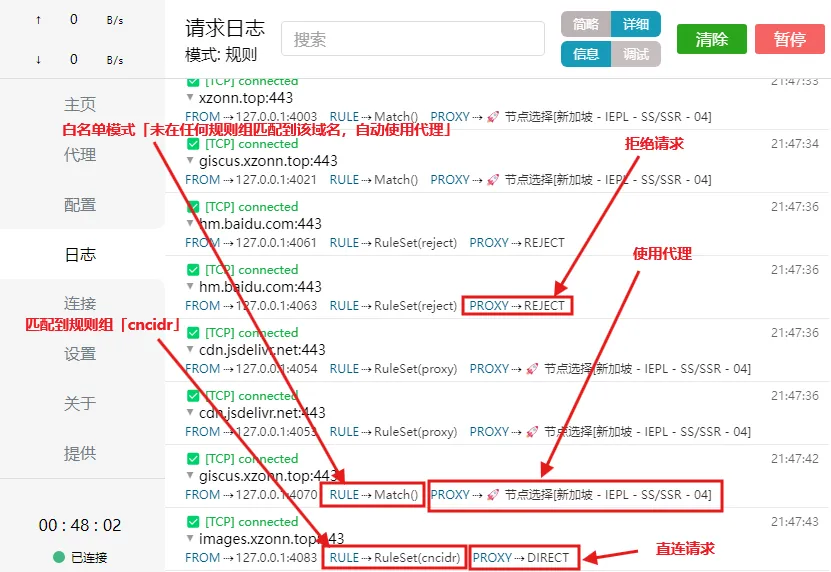 ↑ 0 B/s
↓ 0 B/s
主页
代理
配置
日志
连接
设置
关于
提供
00 : 48 : 02
已连接
请求日志
模式: 规则
搜索
简略 详细
信息 调试
清除
暂停
[TCP] connected 21:47:33
xzonn.top:443
FROM⇢127.0.0.1:4003 RULE⇢Match() PROXY⇢🚀 节点选择[新加坡 - IEPL - SS/SSR - 04]
白名单模式「未在任何规则组匹配到该域名，自动使用代理」
[TCP] connected 21:47:34
拒绝请求
giscus.xzonn.top:443
FROM⇢127.0.0.1:4021 RULE⇢Match() PROXY⇢🚀 节点选择[新加坡 - IEPL - SS/SSR - 04]
[TCP] connected 21:47:36
hm.baidu.com:443
FROM⇢127.0.0.1:4061 RULE⇢RuleSet(reject) PROXY⇢REJECT
使用代理
[TCP] connected 21:47:36
hm.baidu.com:443
FROM⇢127.0.0.1:4063 RULE⇢RuleSet(reject) PROXY⇢REJECT
匹配到规则组「cncidr」
[TCP] connected 21:47:36
cdn.jsdelivr.net:443
FROM⇢127.0.0.1:4054 RULE⇢RuleSet(proxy) PROXY⇢🚀 节点选择[新加坡 - IEPL - SS/SSR - 04]
[TCP] connected 21:47:36
cdn.jsdelivr.net:443
FROM⇢127.0.0.1:4053 RULE⇢RuleSet(proxy) PROXY⇢🚀 节点选择[新加坡 - IEPL - SS/SSR - 04]
[TCP] connected 21:47:42
giscus.xzonn.top:443
FROM⇢127.0.0.1:4070 RULE⇢Match() PROXY⇢🚀 节点选择[新加坡 - IEPL - SS/SSR - 04]
[TCP] connected 21:47:43
images.xzonn.top:443
FROM⇢127.0.0.1:4083 RULE⇢RuleSet(cncidr) PROXY⇢DIRECT
直连请求